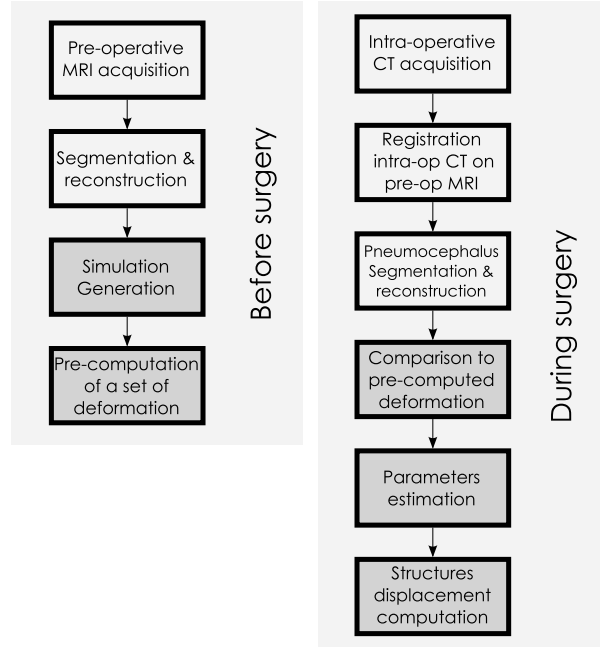 Pre-operative
MRI acquisition
Segmentation &
reconstruction
Simulation
Generation
Pre-computation
of a set of
deformation
Before surgery
Intra-operative
CT acquisition
Registration
intra-op CT on
pre-op MRI
Pneumocephalus
Segmentation &
reconstruction
Comparison to
pre-computed
deformation
Parameters
estimation
Structures
displacement
computation
During surgery